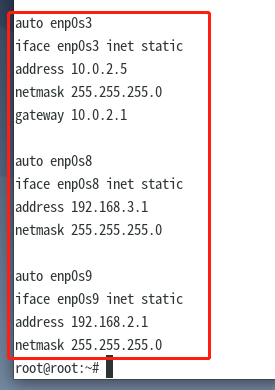 auto enp0s3
iface enp0s3 inet static
address 10.0.2.5
netmask 255.255.255.0
gateway 10.0.2.1
auto enp0s8
iface enp0s8 inet static
address 192.168.3.1
netmask 255.255.255.0
auto enp0s9
iface enp0s9 inet static
address 192.168.2.1
netmask 255.255.255.0
root@root:~#